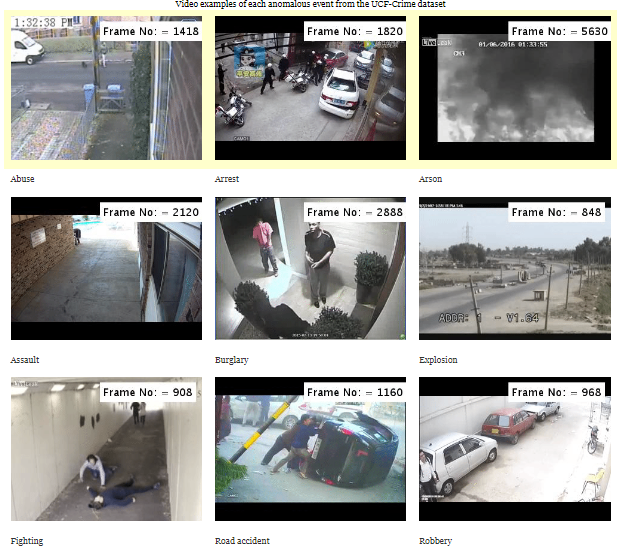 Video examples of each anomalous event from the UCF-Crime dataset
1:32:38 PM
Frame No: = 1418
Frame No: = 1820
CAM01
Frame No: = 5630
Live
01/06/2016 01:33:55
CH1
Abuse
Arrest
Arson
Frame No: = 2120
Frame No: = 2888
Frame No: = 848
ADDR: 1 - V1.64
Assault
Burglary
Explosion
Frame No: = 908
Frame No: = 1160
Frame No: = 968
Fighting
Road accident
Robbery